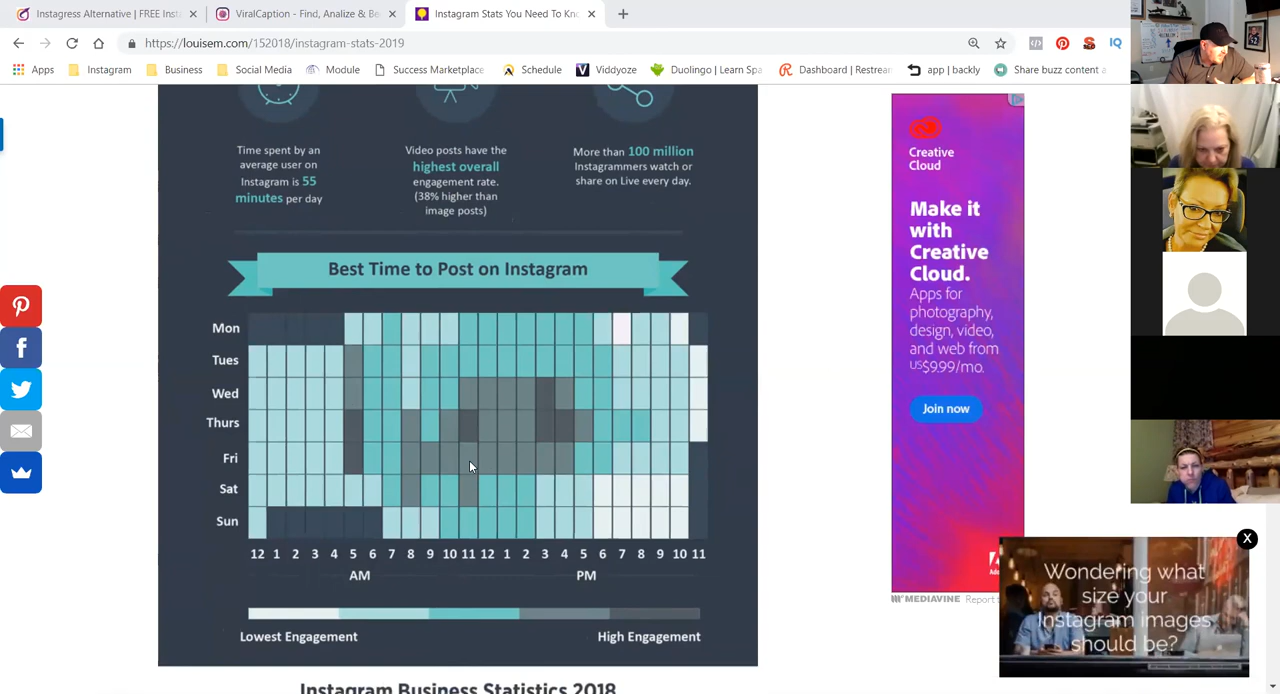 Instagress Alternative | FREE Inst
ViralCaption - Find, Analize & Be
Instagram Stats You Need To Kno
https://louisem.com/152018/instagram-stats-2019
IQ
Apps
Instagram
Business
Social Media
Module
Success Marketplace
Schedule
Viddyoze
Duolingo | Learn Spa
Dashboard | Restrea
app | backly
Share buzz content a
Time spent by an
average user on
Instagram is 55
minutes per day
Video posts have the
highest overall
engagement rate.
(38% higher than
image posts)
More than 100 million
Instagrammers watch or
share on Live every day.
Best Time to Post on Instagram
Mon
Tues
Wed
Thurs
Fri
Sat
Sun
12 1 2 3 4 5 6 7 8 9 10 11 12 1 2 3 4 5 6 7 8 9 10 11
AM PM
Lowest Engagement High Engagement
Instagram Business Statistics 2018
Creative
Cloud
Make it
with
Creative
Cloud.
Apps for
photography,
design, video,
and web from
US$9.99/mo.
Join now
MEDIAVINE Report
X
Wondering what
size your
Instagram images
should be?